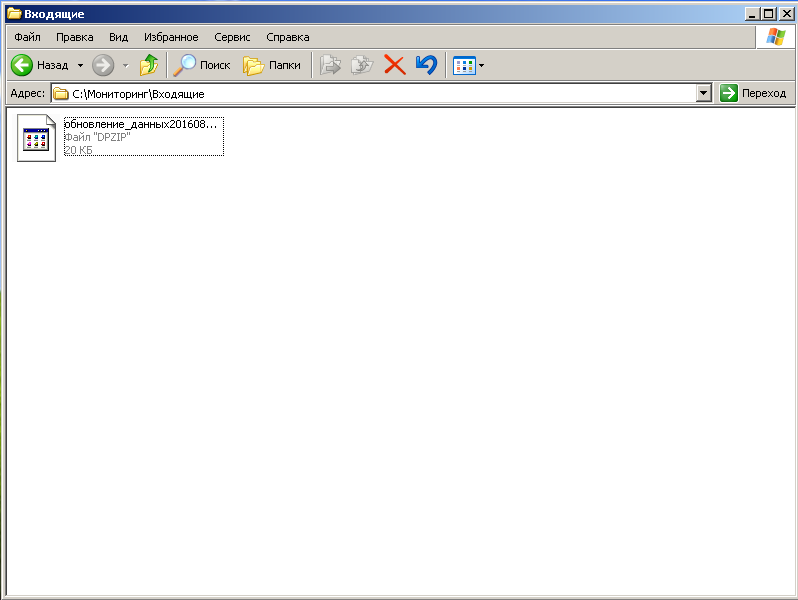 Входящие
Файл Правка Вид Избранное Сервис Справка
Назад Поиск Папки
Адрес: C:\Мониторинг\Входящие Переход
обновление_данных201608...
Файл "DPZIP"
20 КБ